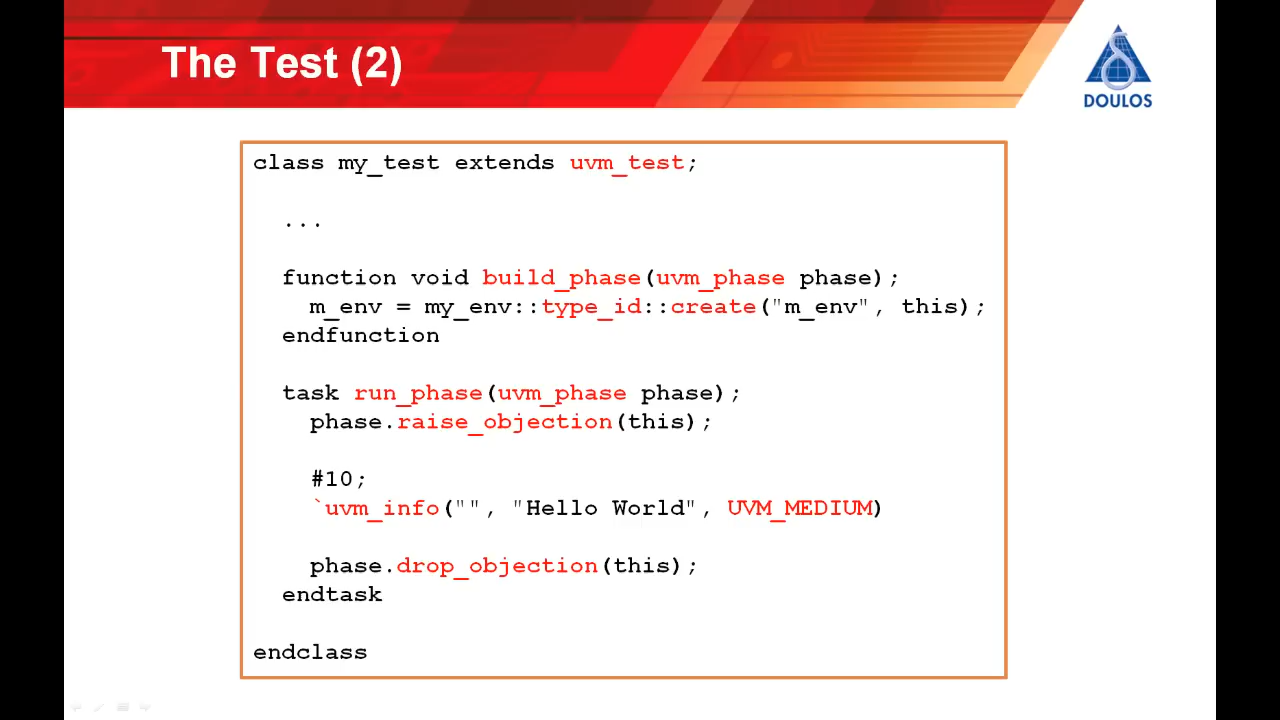 The Test (2)
DOULOS
class my_test extends uvm_test;
...
function void build_phase(uvm_phase phase);
m_env = my_env::type_id::create("m_env", this);
endfunction
task run_phase(uvm_phase phase);
phase.raise_objection(this);
#10;
`uvm_info("", "Hello World", UVM_MEDIUM)
phase.drop_objection(this);
endtask
endclass